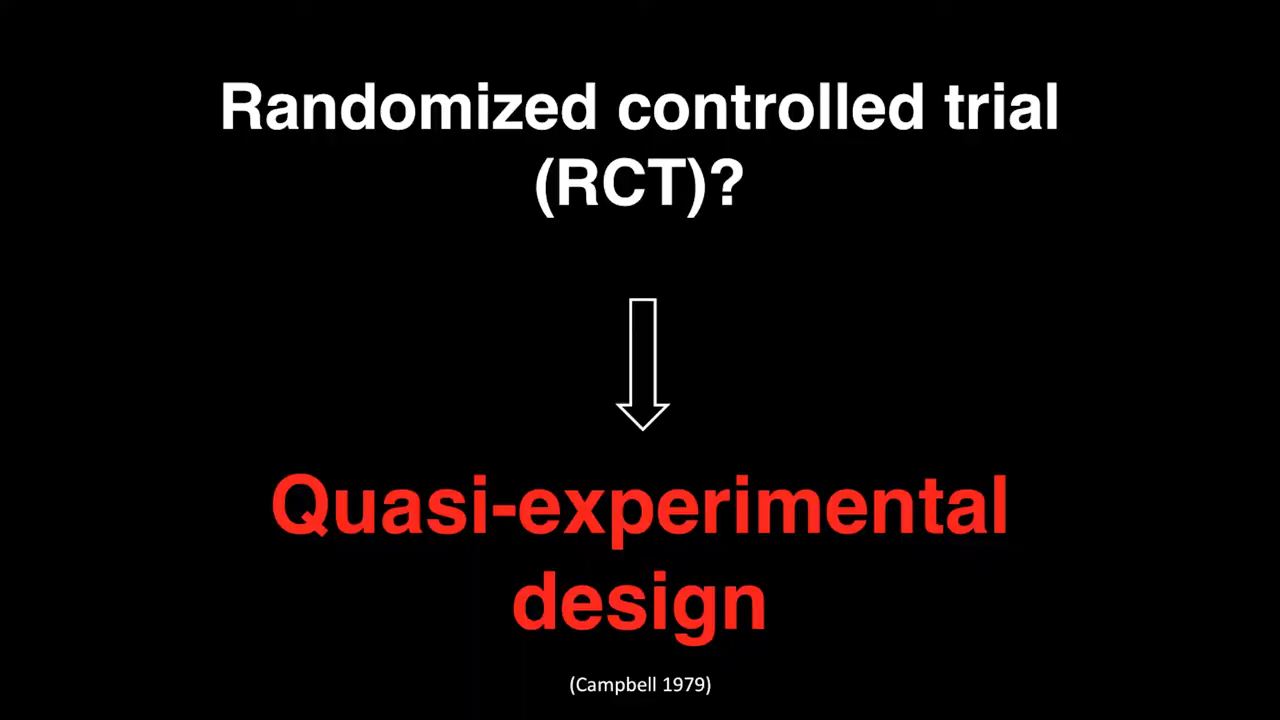 Randomized controlled trial
(RCT)?
Quasi-experimental
design
(Campbell 1979)